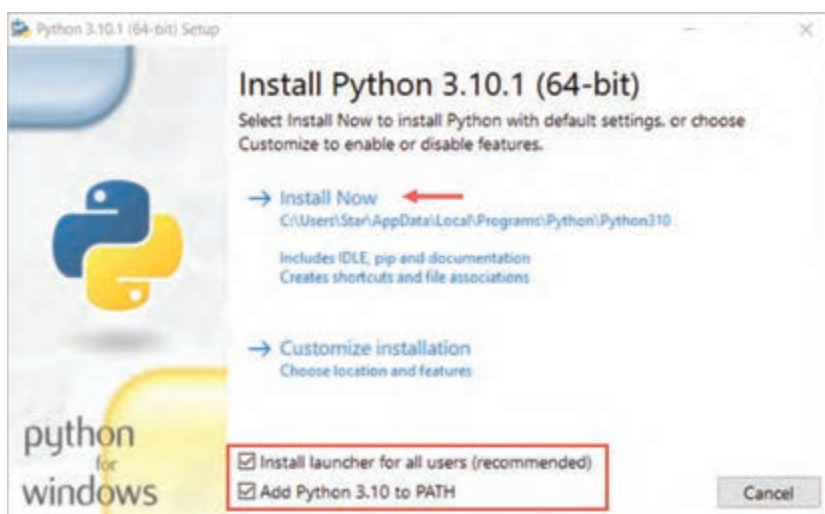 Python 3.10.1 (64-bit) Setup
Install Python 3.10.1 (64-bit)
Select Install Now to install Python with default settings, or choose
Customize to enable or disable features.
Install Now
C:\Users\Star\AppData\Local\Programs\Python\Python310
Includes IDLE, pip and documentation
Creates shortcuts and file associations
Customize installation
Choose location and features
python
for
windows
Install launcher for all users (recommended)
Add Python 3.10 to PATH
Cancel